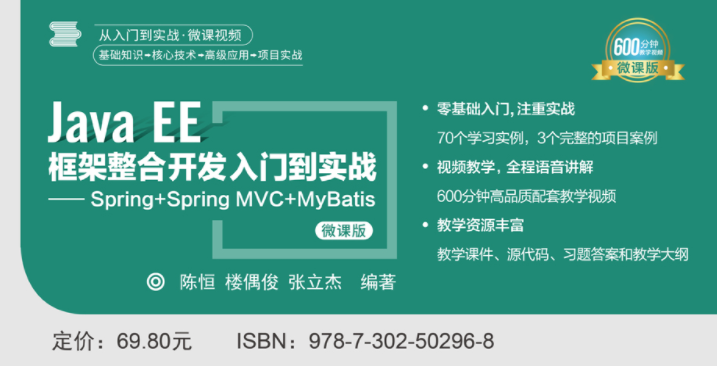 从入门到实战·微课视频
基础知识→核心技术→高级应用→项目实战
600分钟
教学视频
微课版
Java EE
框架整合开发入门到实战
—— Spring+Spring MVC+MyBatis
微课版
◎ 陈恒 楼偶俊 张立杰 编著
• 零基础入门,注重实战
70个学习实例，3个完整的项目案例
• 视频教学，全程语音讲解
600分钟高品质配套教学视频
• 教学资源丰富
教学课件、源代码、习题答案和教学大纲
定价：69.80元 ISBN：978-7-302-50296-8